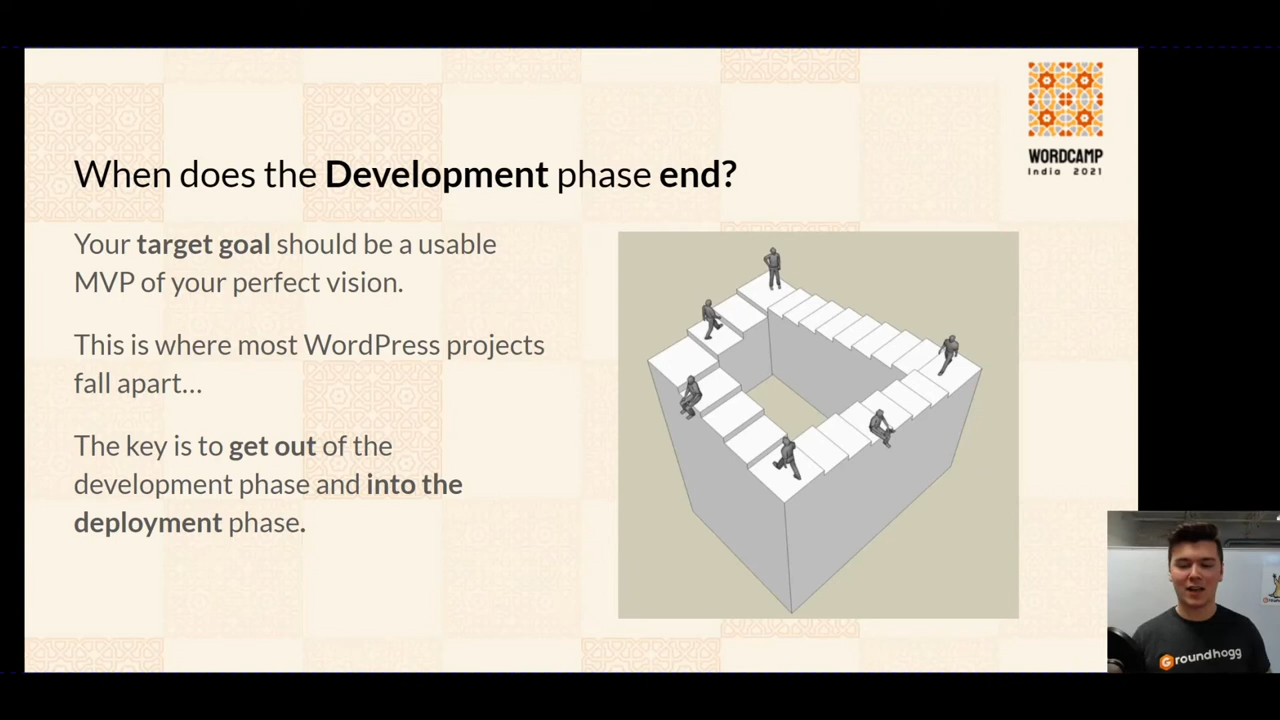 WORDCAMP
India 2021
When does the Development phase end?
Your target goal should be a usable
MVP of your perfect vision.
This is where most WordPress projects
fall apart...
The key is to get out of the
development phase and into the
deployment phase.
Groundhogg